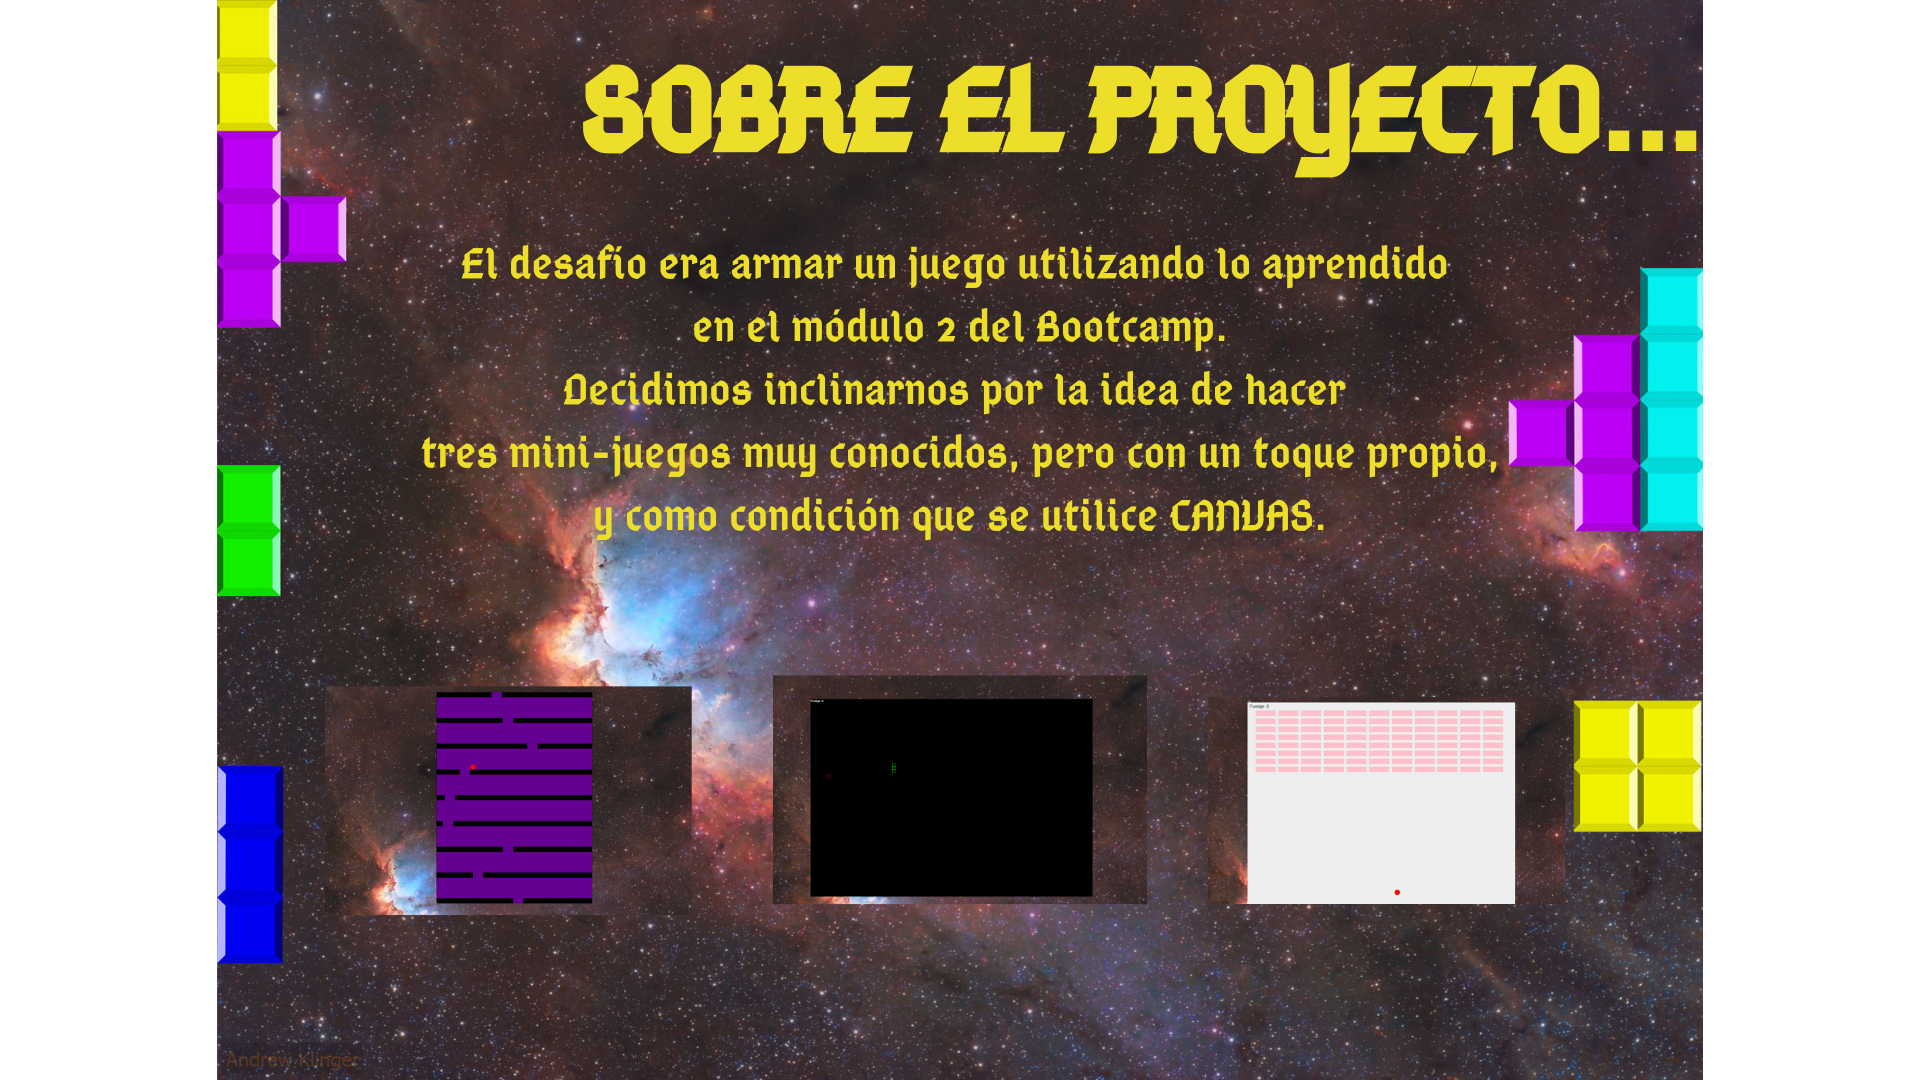 SOBRE EL PROYECTO...
El desafío era armar un juego utilizando lo aprendido
en el módulo 2 del Bootcamp.
Decidimos inclinarnos por la idea de hacer
tres mini-juegos muy conocidos, pero con un toque propio,
y como condición que se utilice CANVAS.
Puntaje: 0
Andrew Klinger